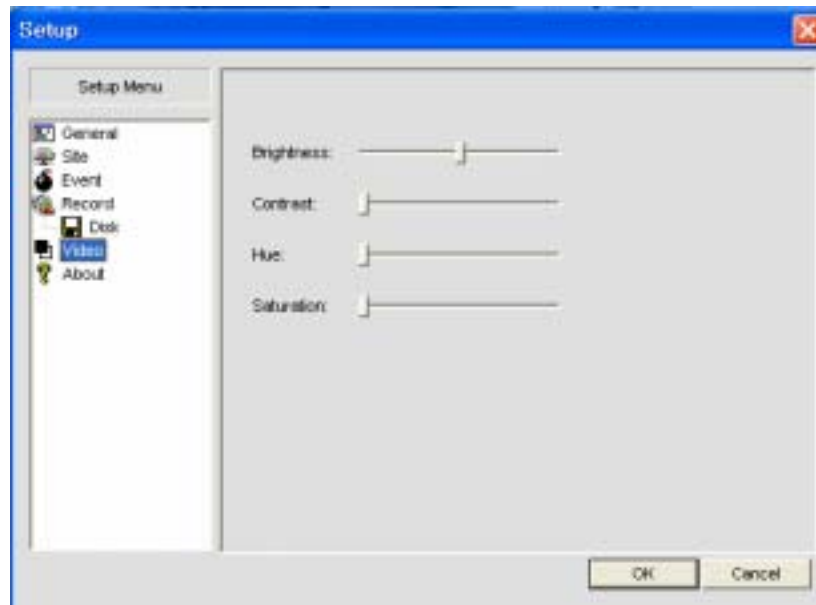 Setup
Setup Menu
General
Site
Event
Record
Disk
Video
About
Brightness:
Contrast:
Hue:
Saturation:
OK
Cancel